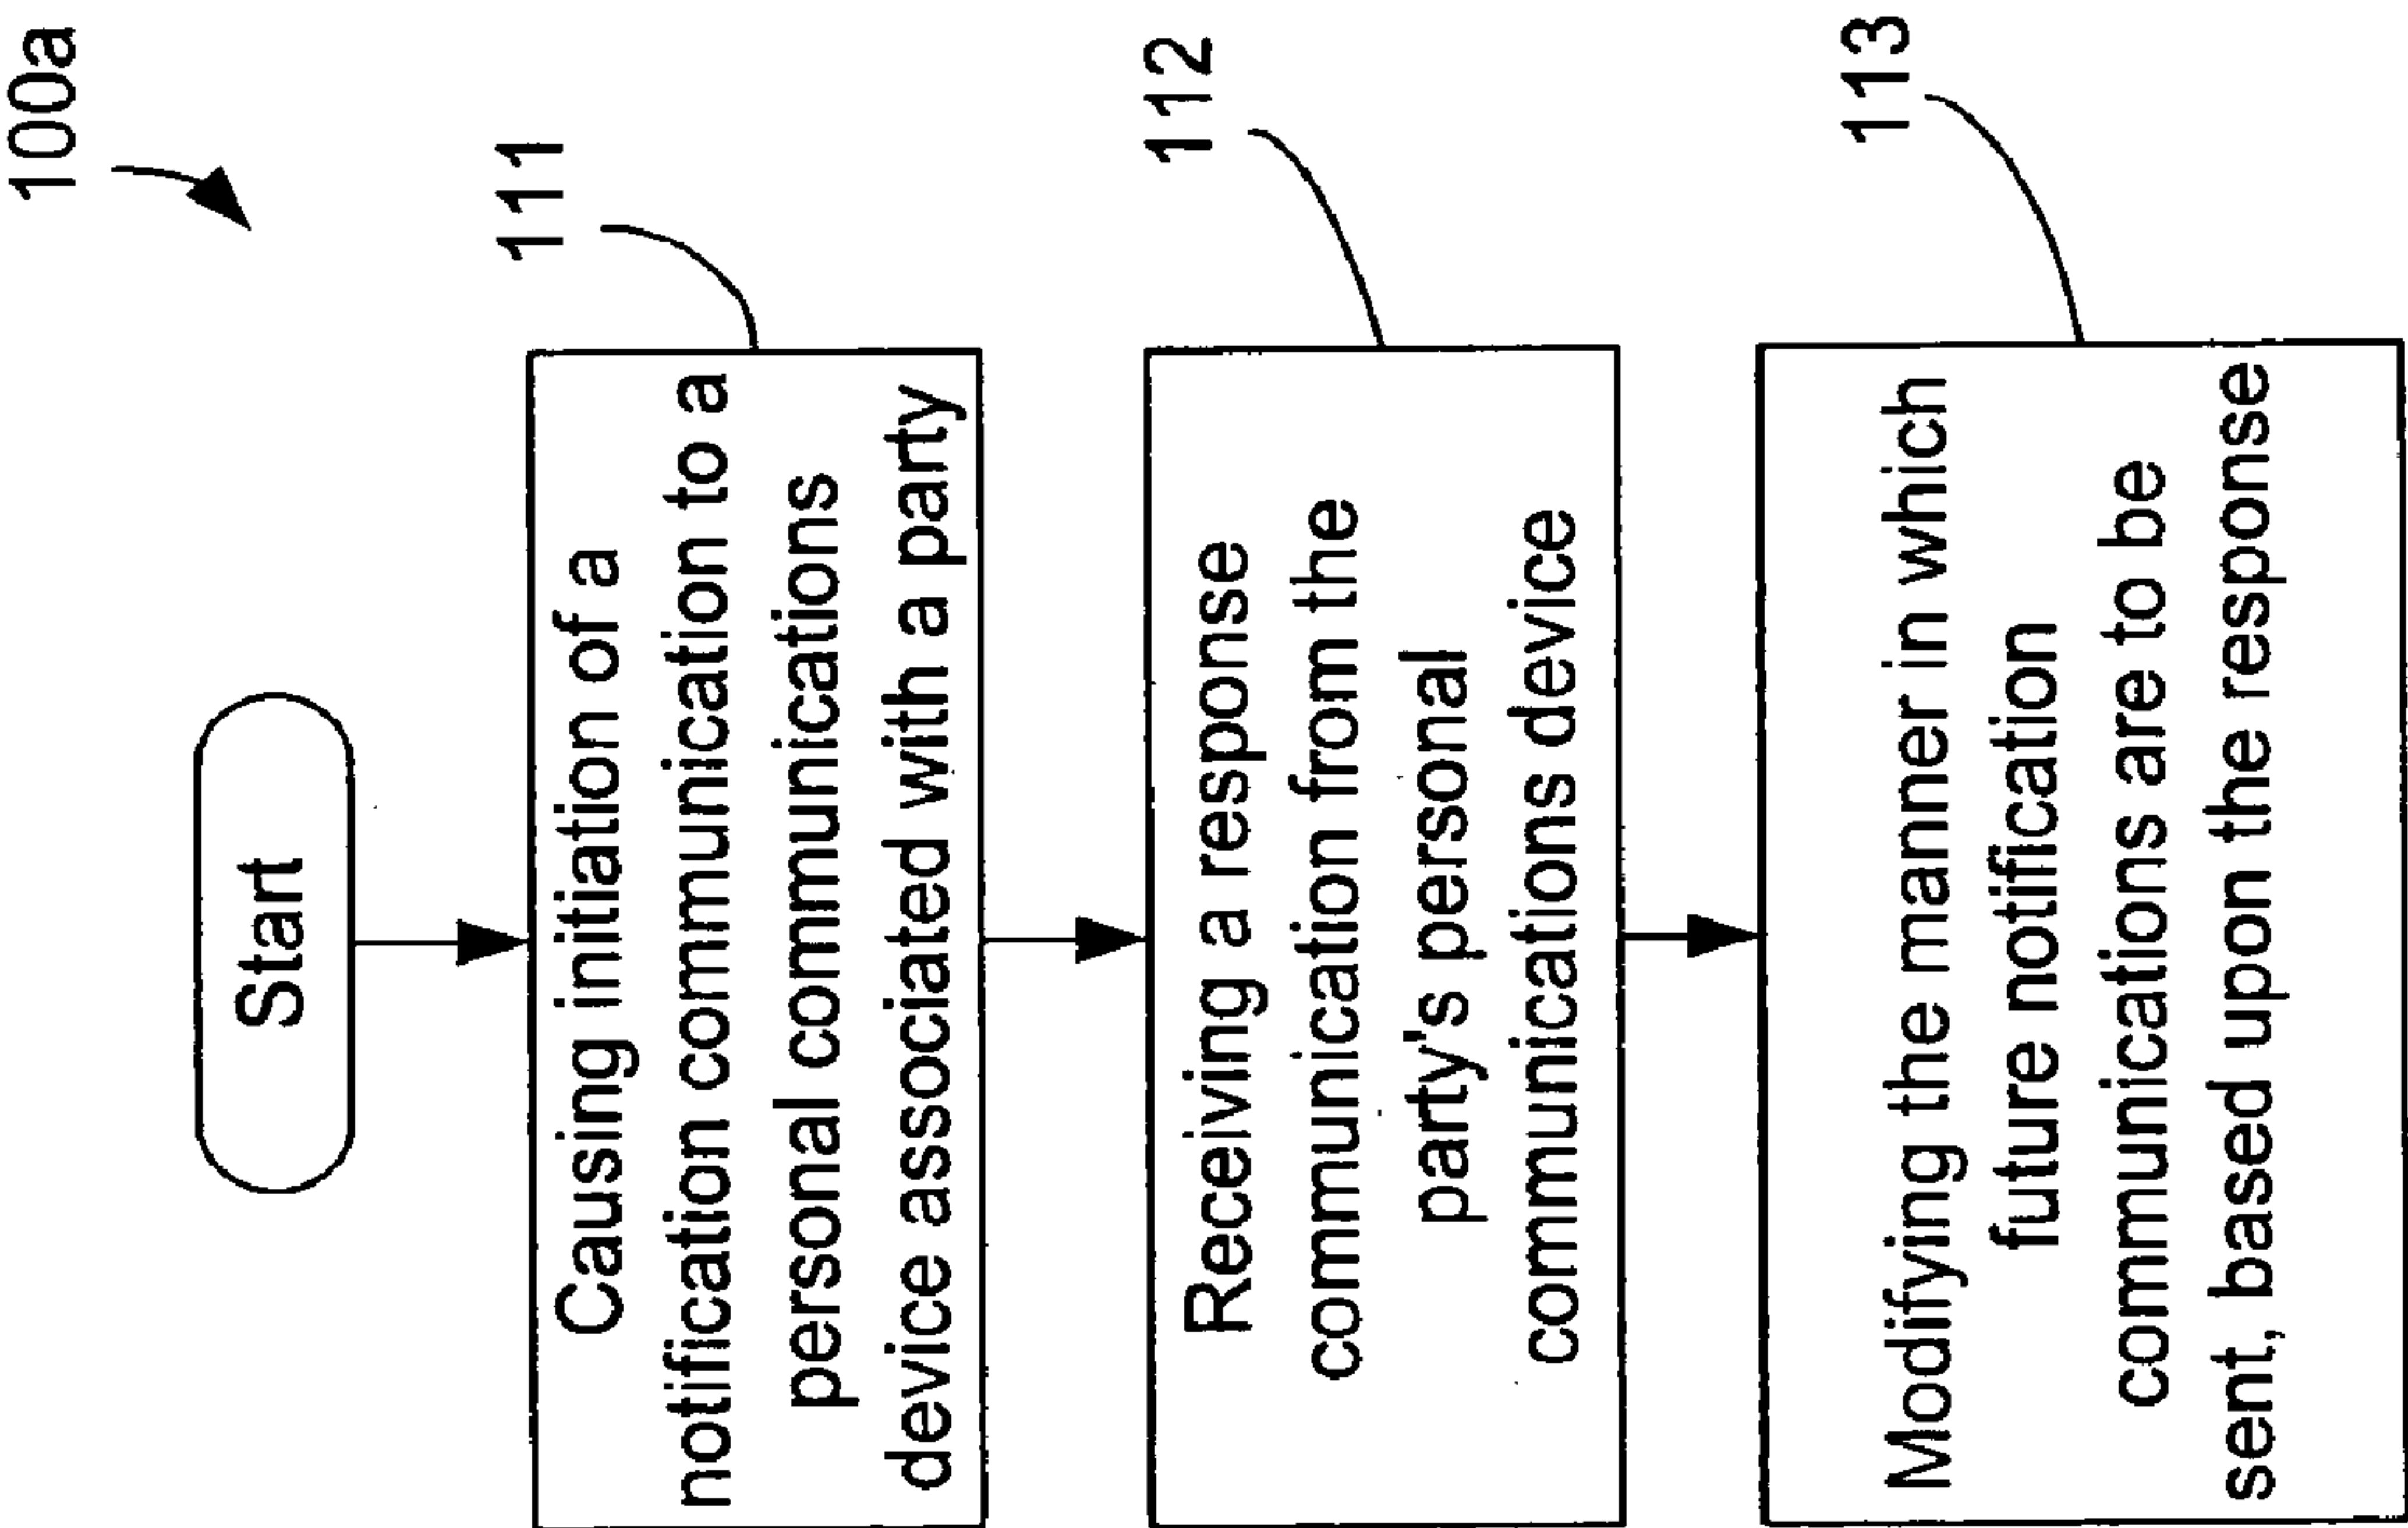 100a
Start
111
Causing initiation of a
notification communication to a
personal communications
device associated with a party
112
Receiving a response
communication from the
party's personal
communications device
113
Modifying the manner in which
future notification
communications are to be
sent, based upon the response